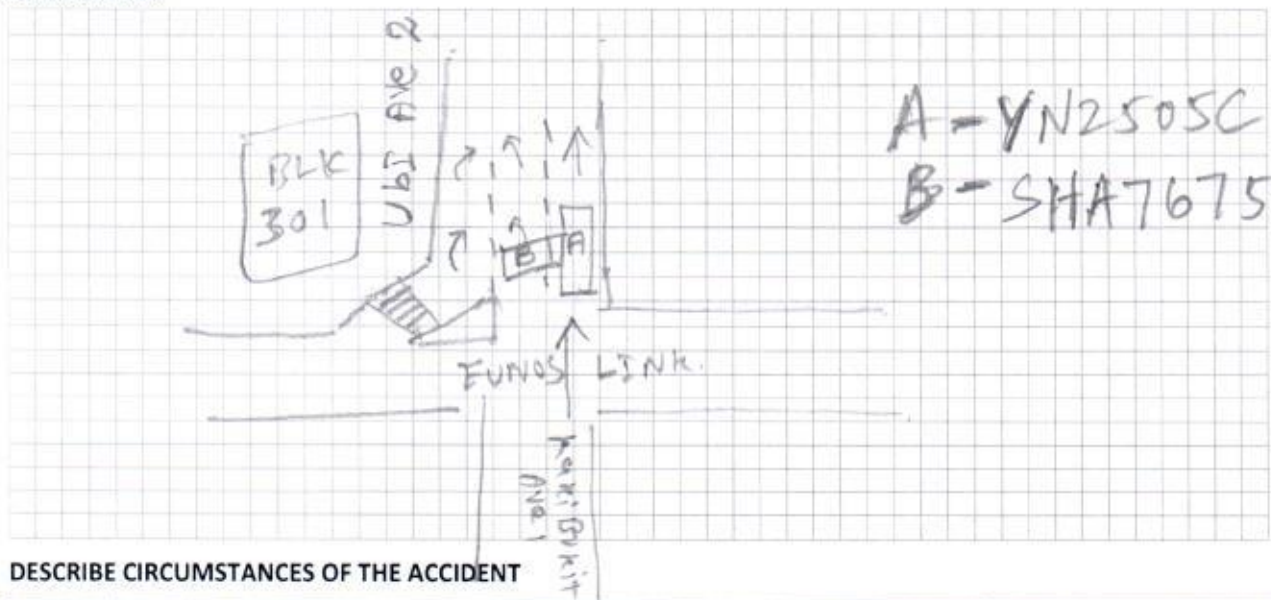 Ubi Ave 2
BLK
301
A - YN2505C
B - SHA7675
B
A
EUNOS LINK.
Kaki Bukit
Ave 1
DESCRIBE CIRCUMSTANCES OF THE ACCIDENT